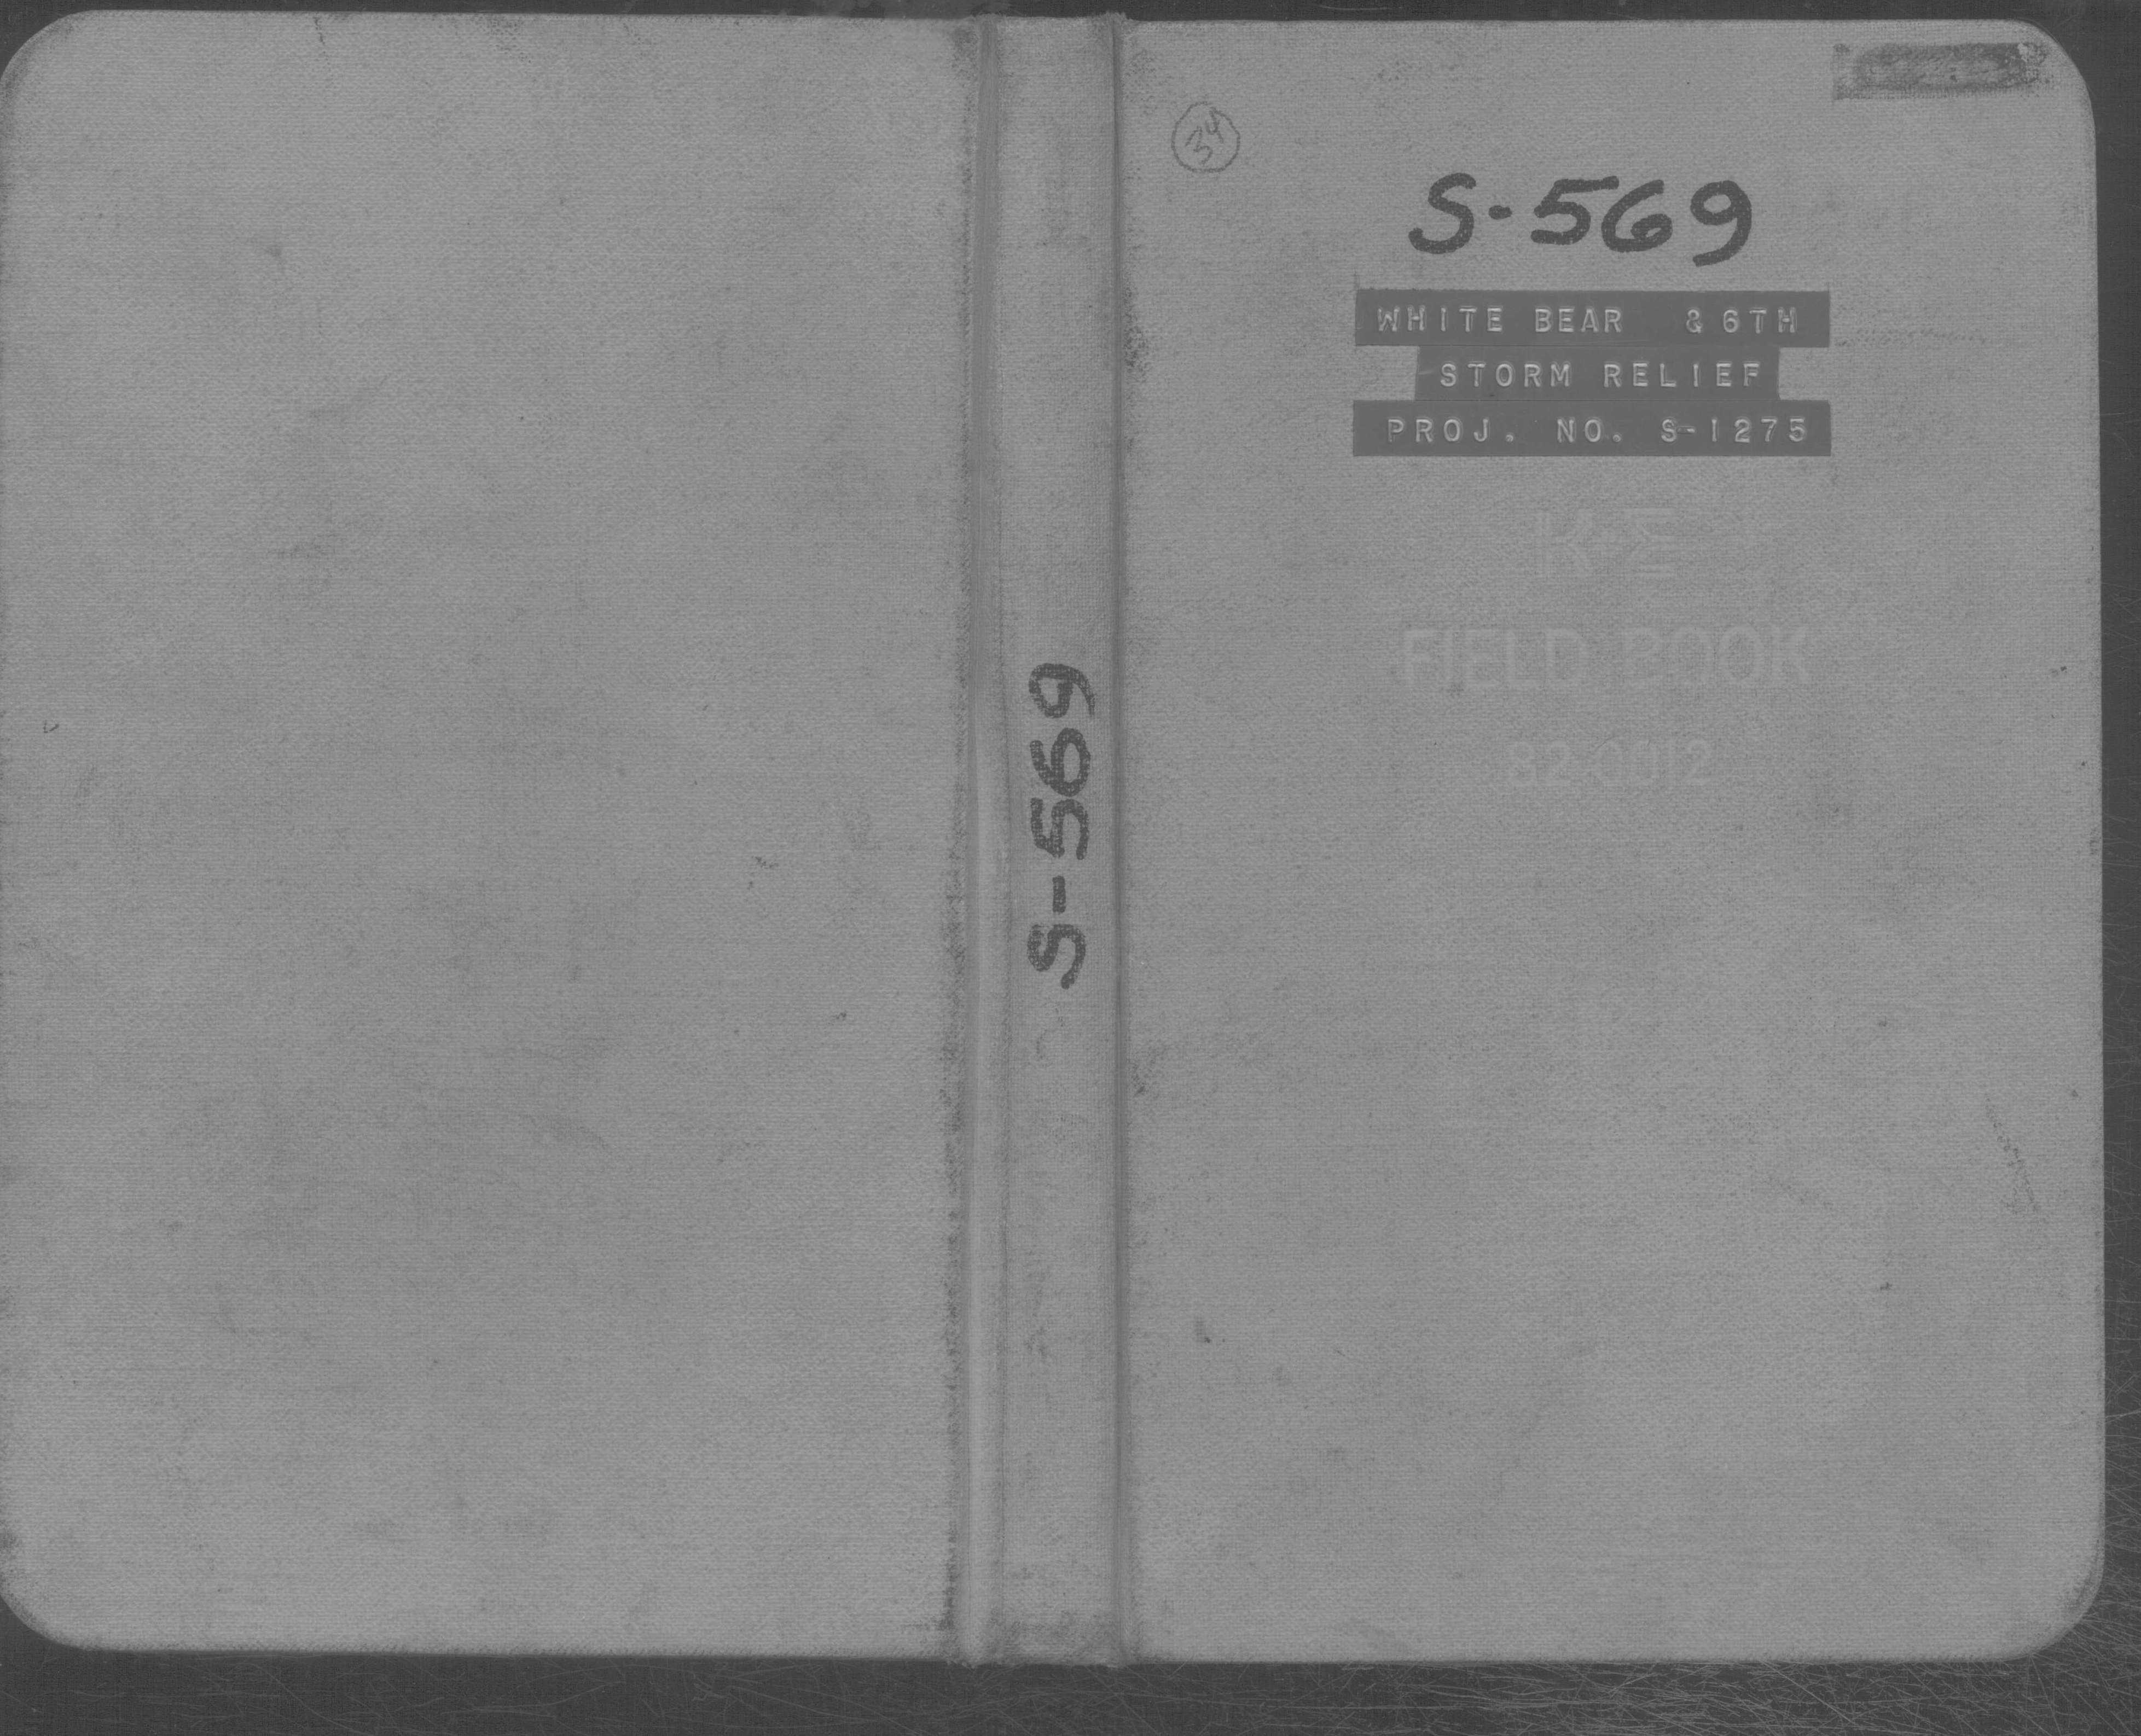 34
S-569
WHITE BEAR & 6TH
STORM RELIEF
PROJ. NO. S-1275
K+E
FIELD BOOK
82 0012
S-569